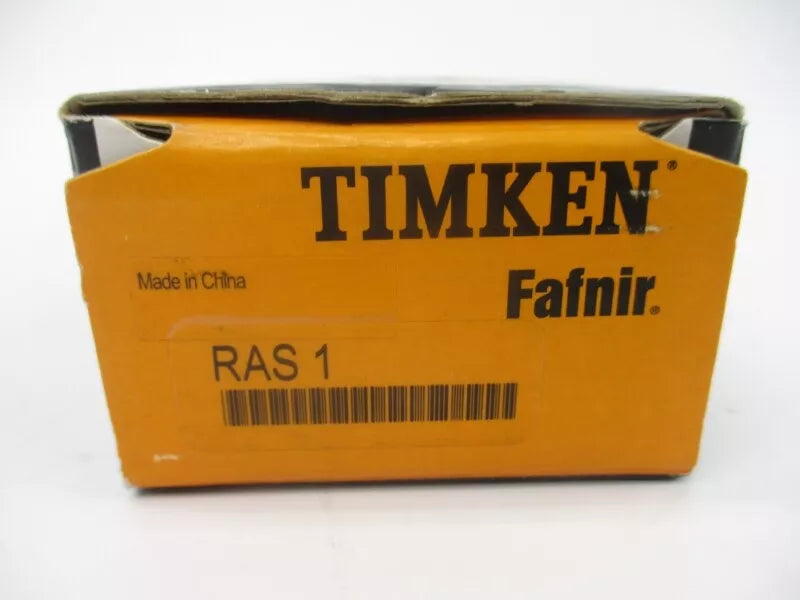 TIMKEN®
Made in China
Fafnir®
RAS 1